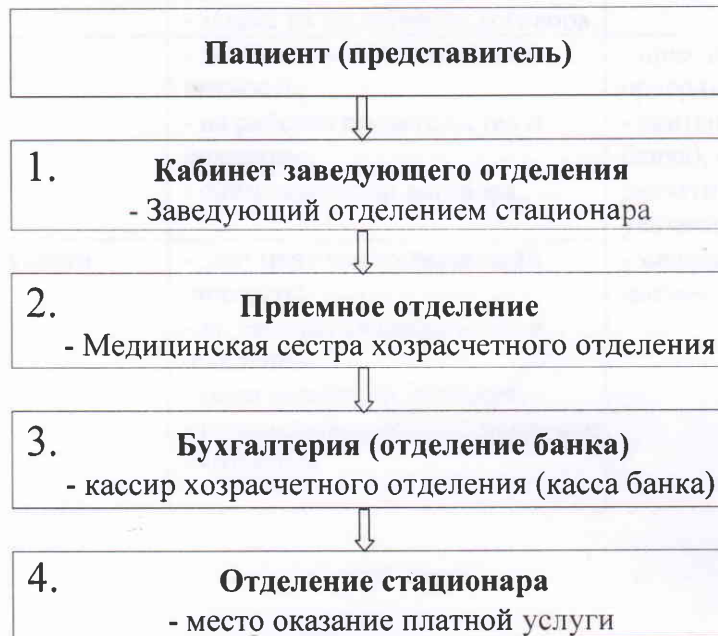 Пациент (представитель)
1. Кабинет заведующего отделения
- Заведующий отделением стационара
2. Приемное отделение
- Медицинская сестра хозрасчетного отделения
3. Бухгалтерия (отделение банка)
- кассир хозрасчетного отделения (касса банка)
4. Отделение стационара
- место оказание платной услуги